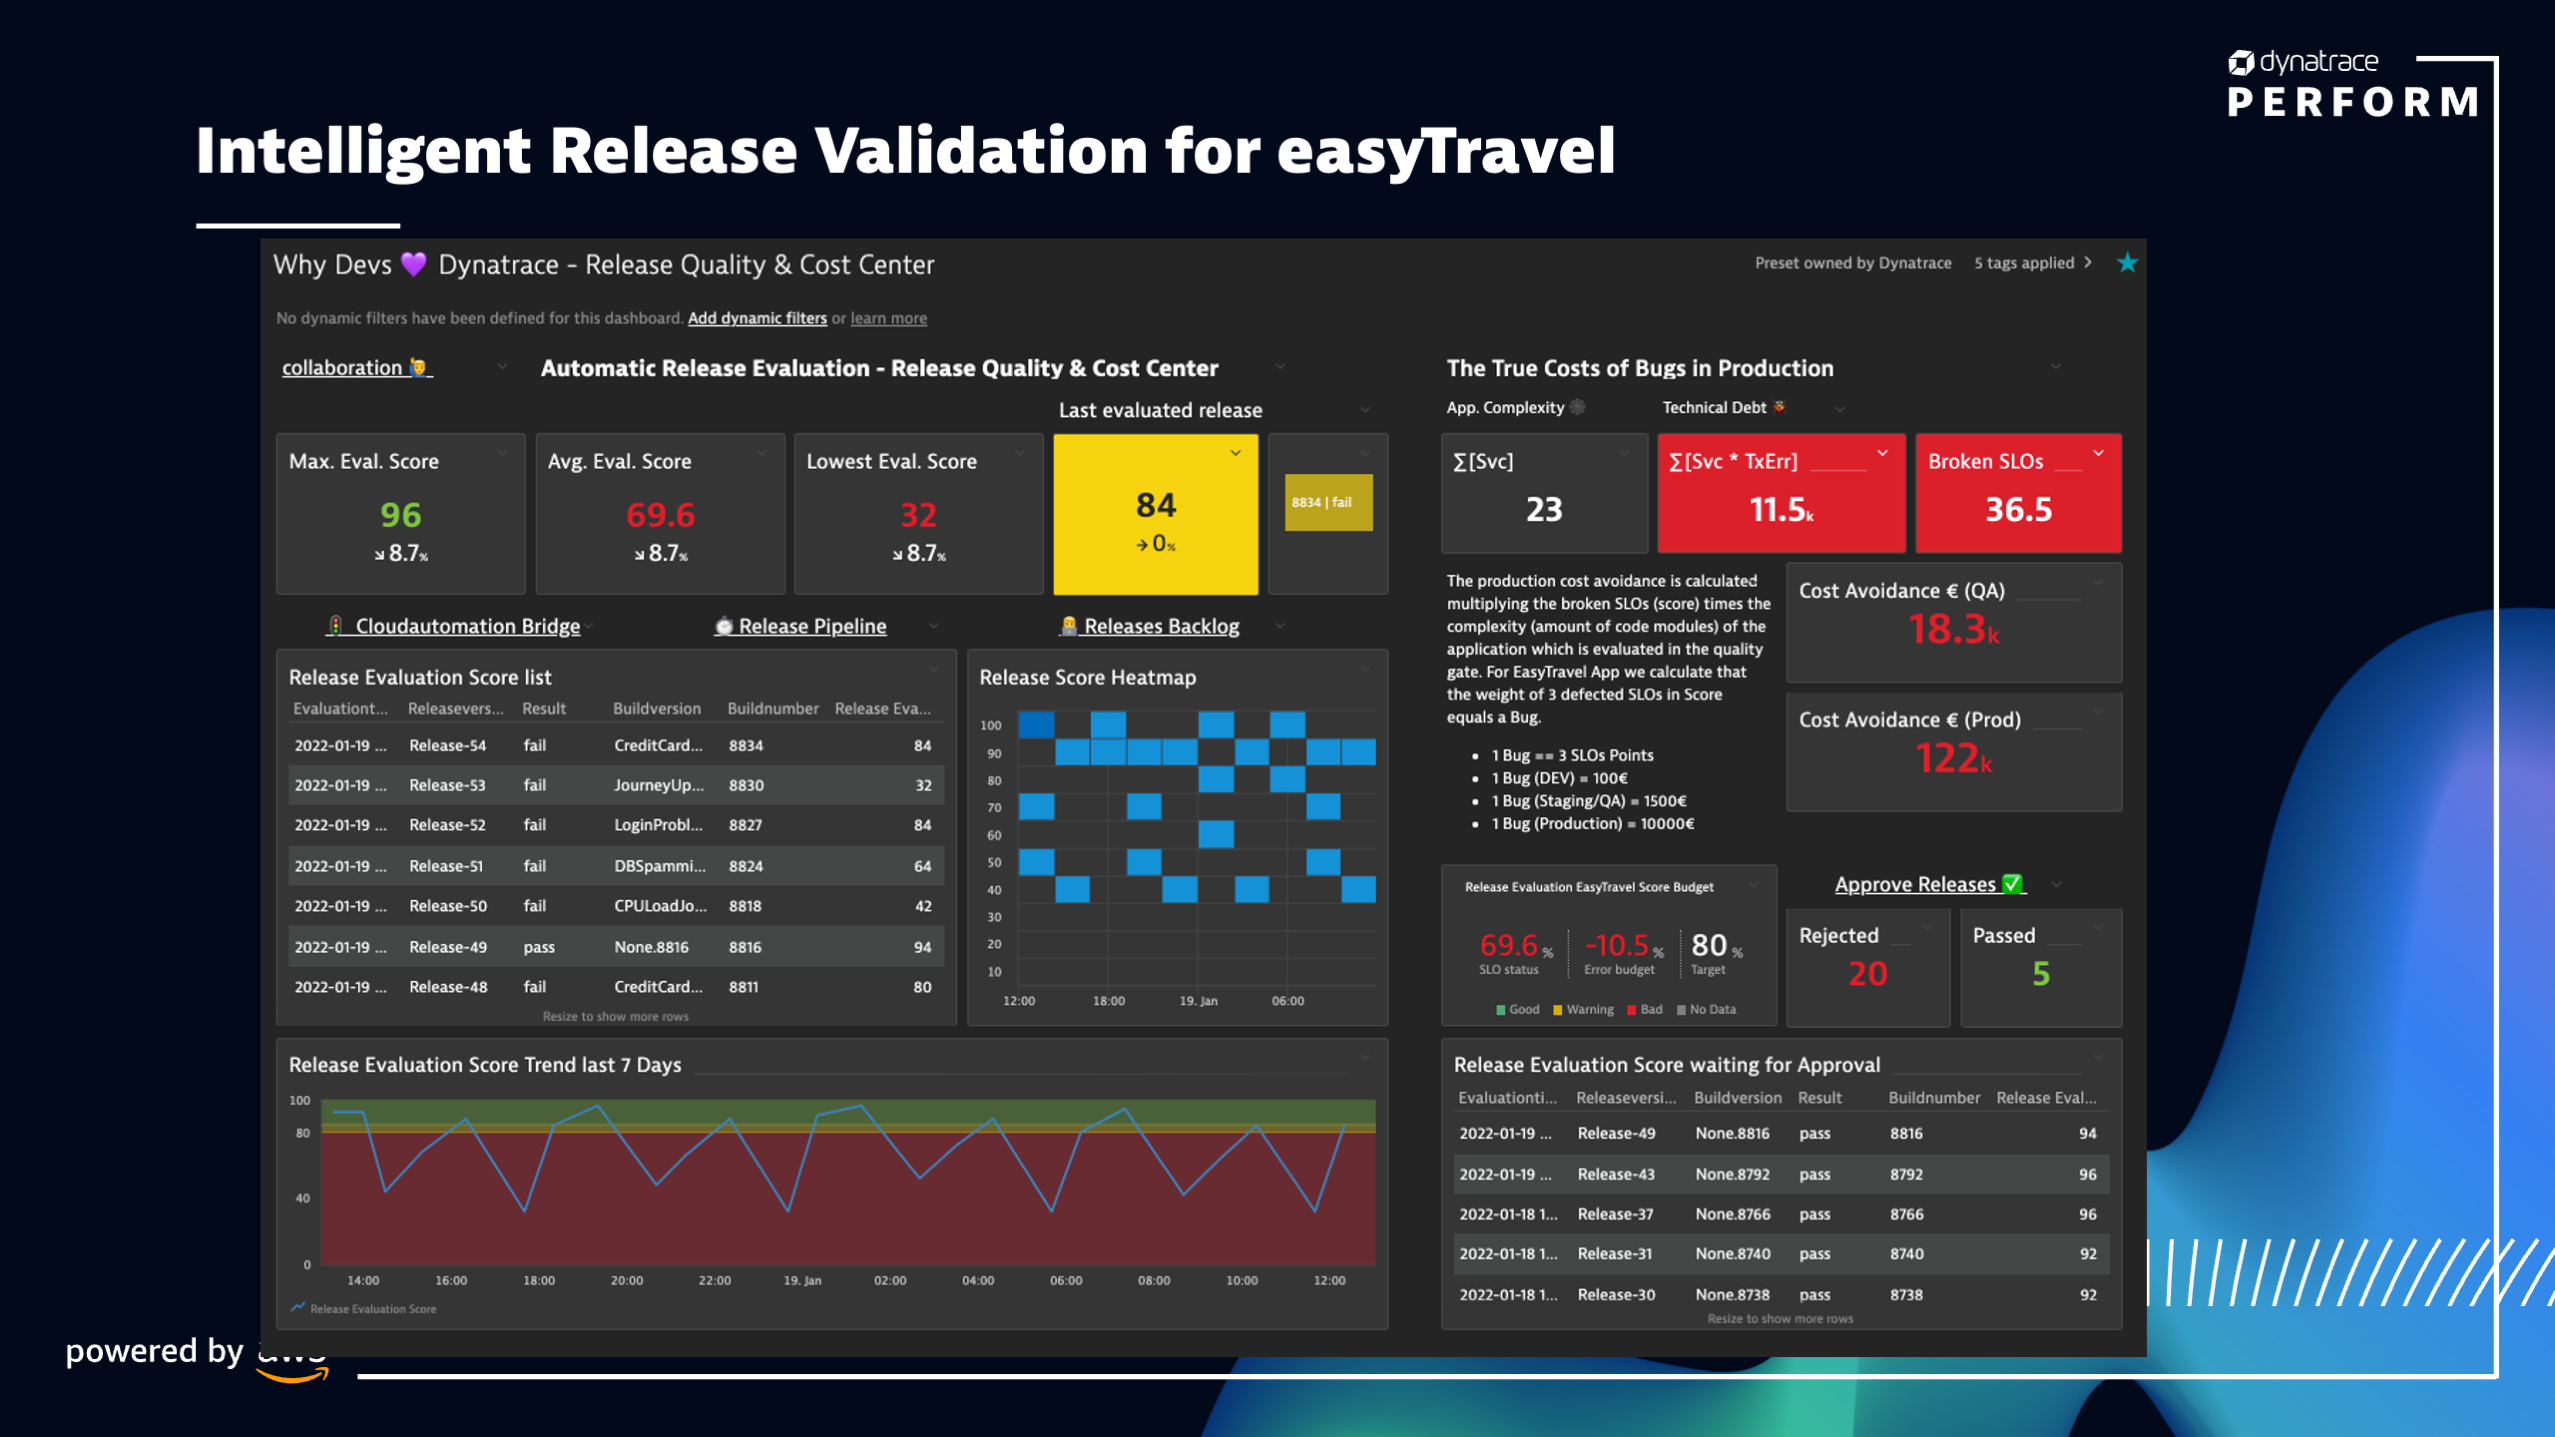 dynatrace
PERFORM
Intelligent Release Validation for easyTravel
Why Devs 💜 Dynatrace - Release Quality & Cost Center
Preset owned by Dynatrace 5 tags applied
No dynamic filters have been defined for this dashboard. Add dynamic filters or learn more
collaboration 🙋‍♂️
Automatic Release Evaluation - Release Quality & Cost Center
Last evaluated release
Max. Eval. Score
96
↘ 8.7%
Avg. Eval. Score
69.6
↘ 8.7%
Lowest Eval. Score
32
↘ 8.7%
84
→ 0%
8834 | fail
🚦 Cloudautomation Bridge
⏱ Release Pipeline
👨‍💻 Releases Backlog
Release Evaluation Score list
Evaluationt... Releasevers... Result Buildversion Buildnumber Release Eva...
2022-01-19 ... Release-54 fail CreditCard... 8834 84
2022-01-19 ... Release-53 fail JourneyUp... 8830 32
2022-01-19 ... Release-52 fail LoginProbl... 8827 84
2022-01-19 ... Release-51 fail DBSpammi... 8824 64
2022-01-19 ... Release-50 fail CPULoadJo... 8818 42
2022-01-19 ... Release-49 pass None.8816 8816 94
2022-01-19 ... Release-48 fail CreditCard... 8811 80
Resize to show more rows
Release Score Heatmap
100
90
80
70
60
50
40
30
20
10
12:00 18:00 19. Jan 06:00
Release Evaluation Score Trend last 7 Days
100
80
40
0
14:00 16:00 18:00 20:00 22:00 19. Jan 02:00 04:00 06:00 08:00 10:00 12:00
Release Evaluation Score
The True Costs of Bugs in Production
App. Complexity 🕸
Technical Debt
∑[Svc]
23
∑[Svc * TxErr]
11.5k
Broken SLOs
36.5
The production cost avoidance is calculated
multiplying the broken SLOs (score) times the
complexity (amount of code modules) of the
application which is evaluated in the quality
gate. For EasyTravel App we calculate that
the weight of 3 defected SLOs in Score
equals a Bug.
• 1 Bug == 3 SLOs Points
• 1 Bug (DEV) = 100€
• 1 Bug (Staging/QA) = 1500€
• 1 Bug (Production) = 10000€
Cost Avoidance € (QA)
18.3k
Cost Avoidance € (Prod)
122k
Release Evaluation EasyTravel Score Budget
69.6 % -10.5 % 80 %
SLO status Error budget Target
Good Warning Bad No Data
Approve Releases ✅
Rejected
20
Passed
5
Release Evaluation Score waiting for Approval
Evaluationti... Releaseversi... Buildversion Result Buildnumber Release Eval...
2022-01-19 ... Release-49 None.8816 pass 8816 94
2022-01-19 ... Release-43 None.8792 pass 8792 96
2022-01-18 1... Release-37 None.8766 pass 8766 96
2022-01-18 1... Release-31 None.8740 pass 8740 92
2022-01-18 1... Release-30 None.8738 pass 8738 92
Resize to show more rows
powered by aws